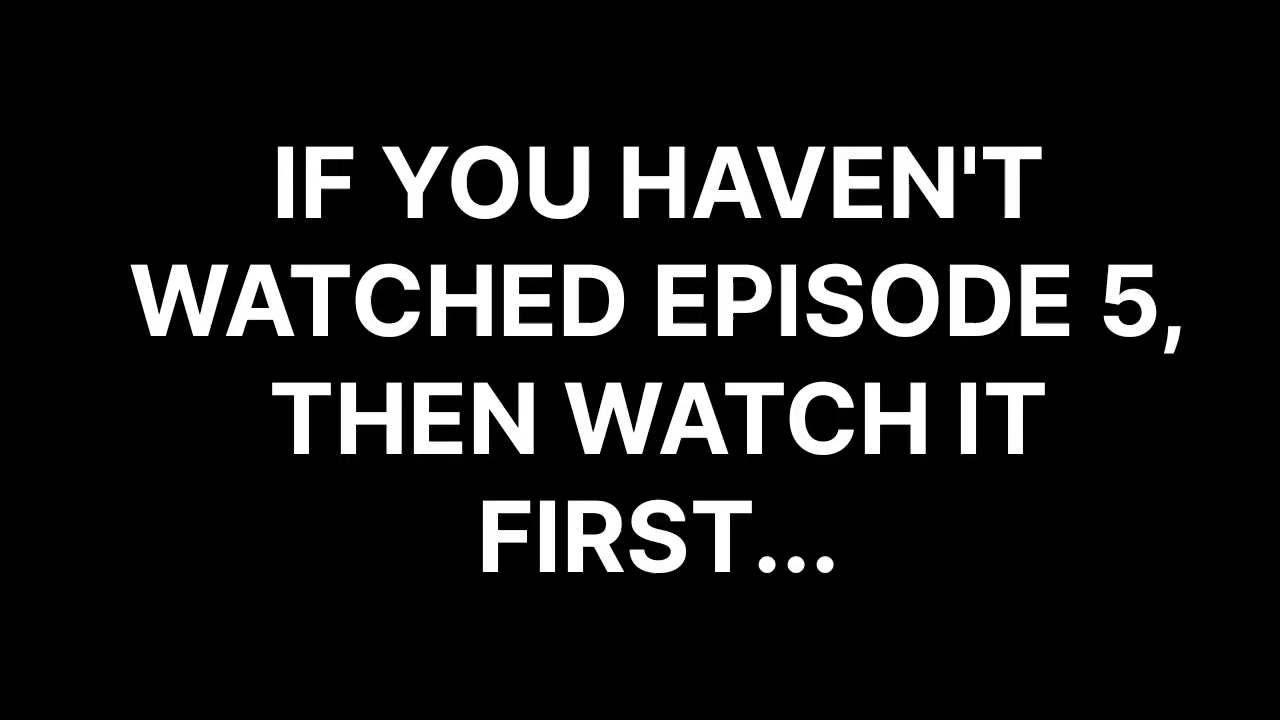 IF YOU HAVEN'T
WATCHED EPISODE 5,
THEN WATCH IT
FIRST...